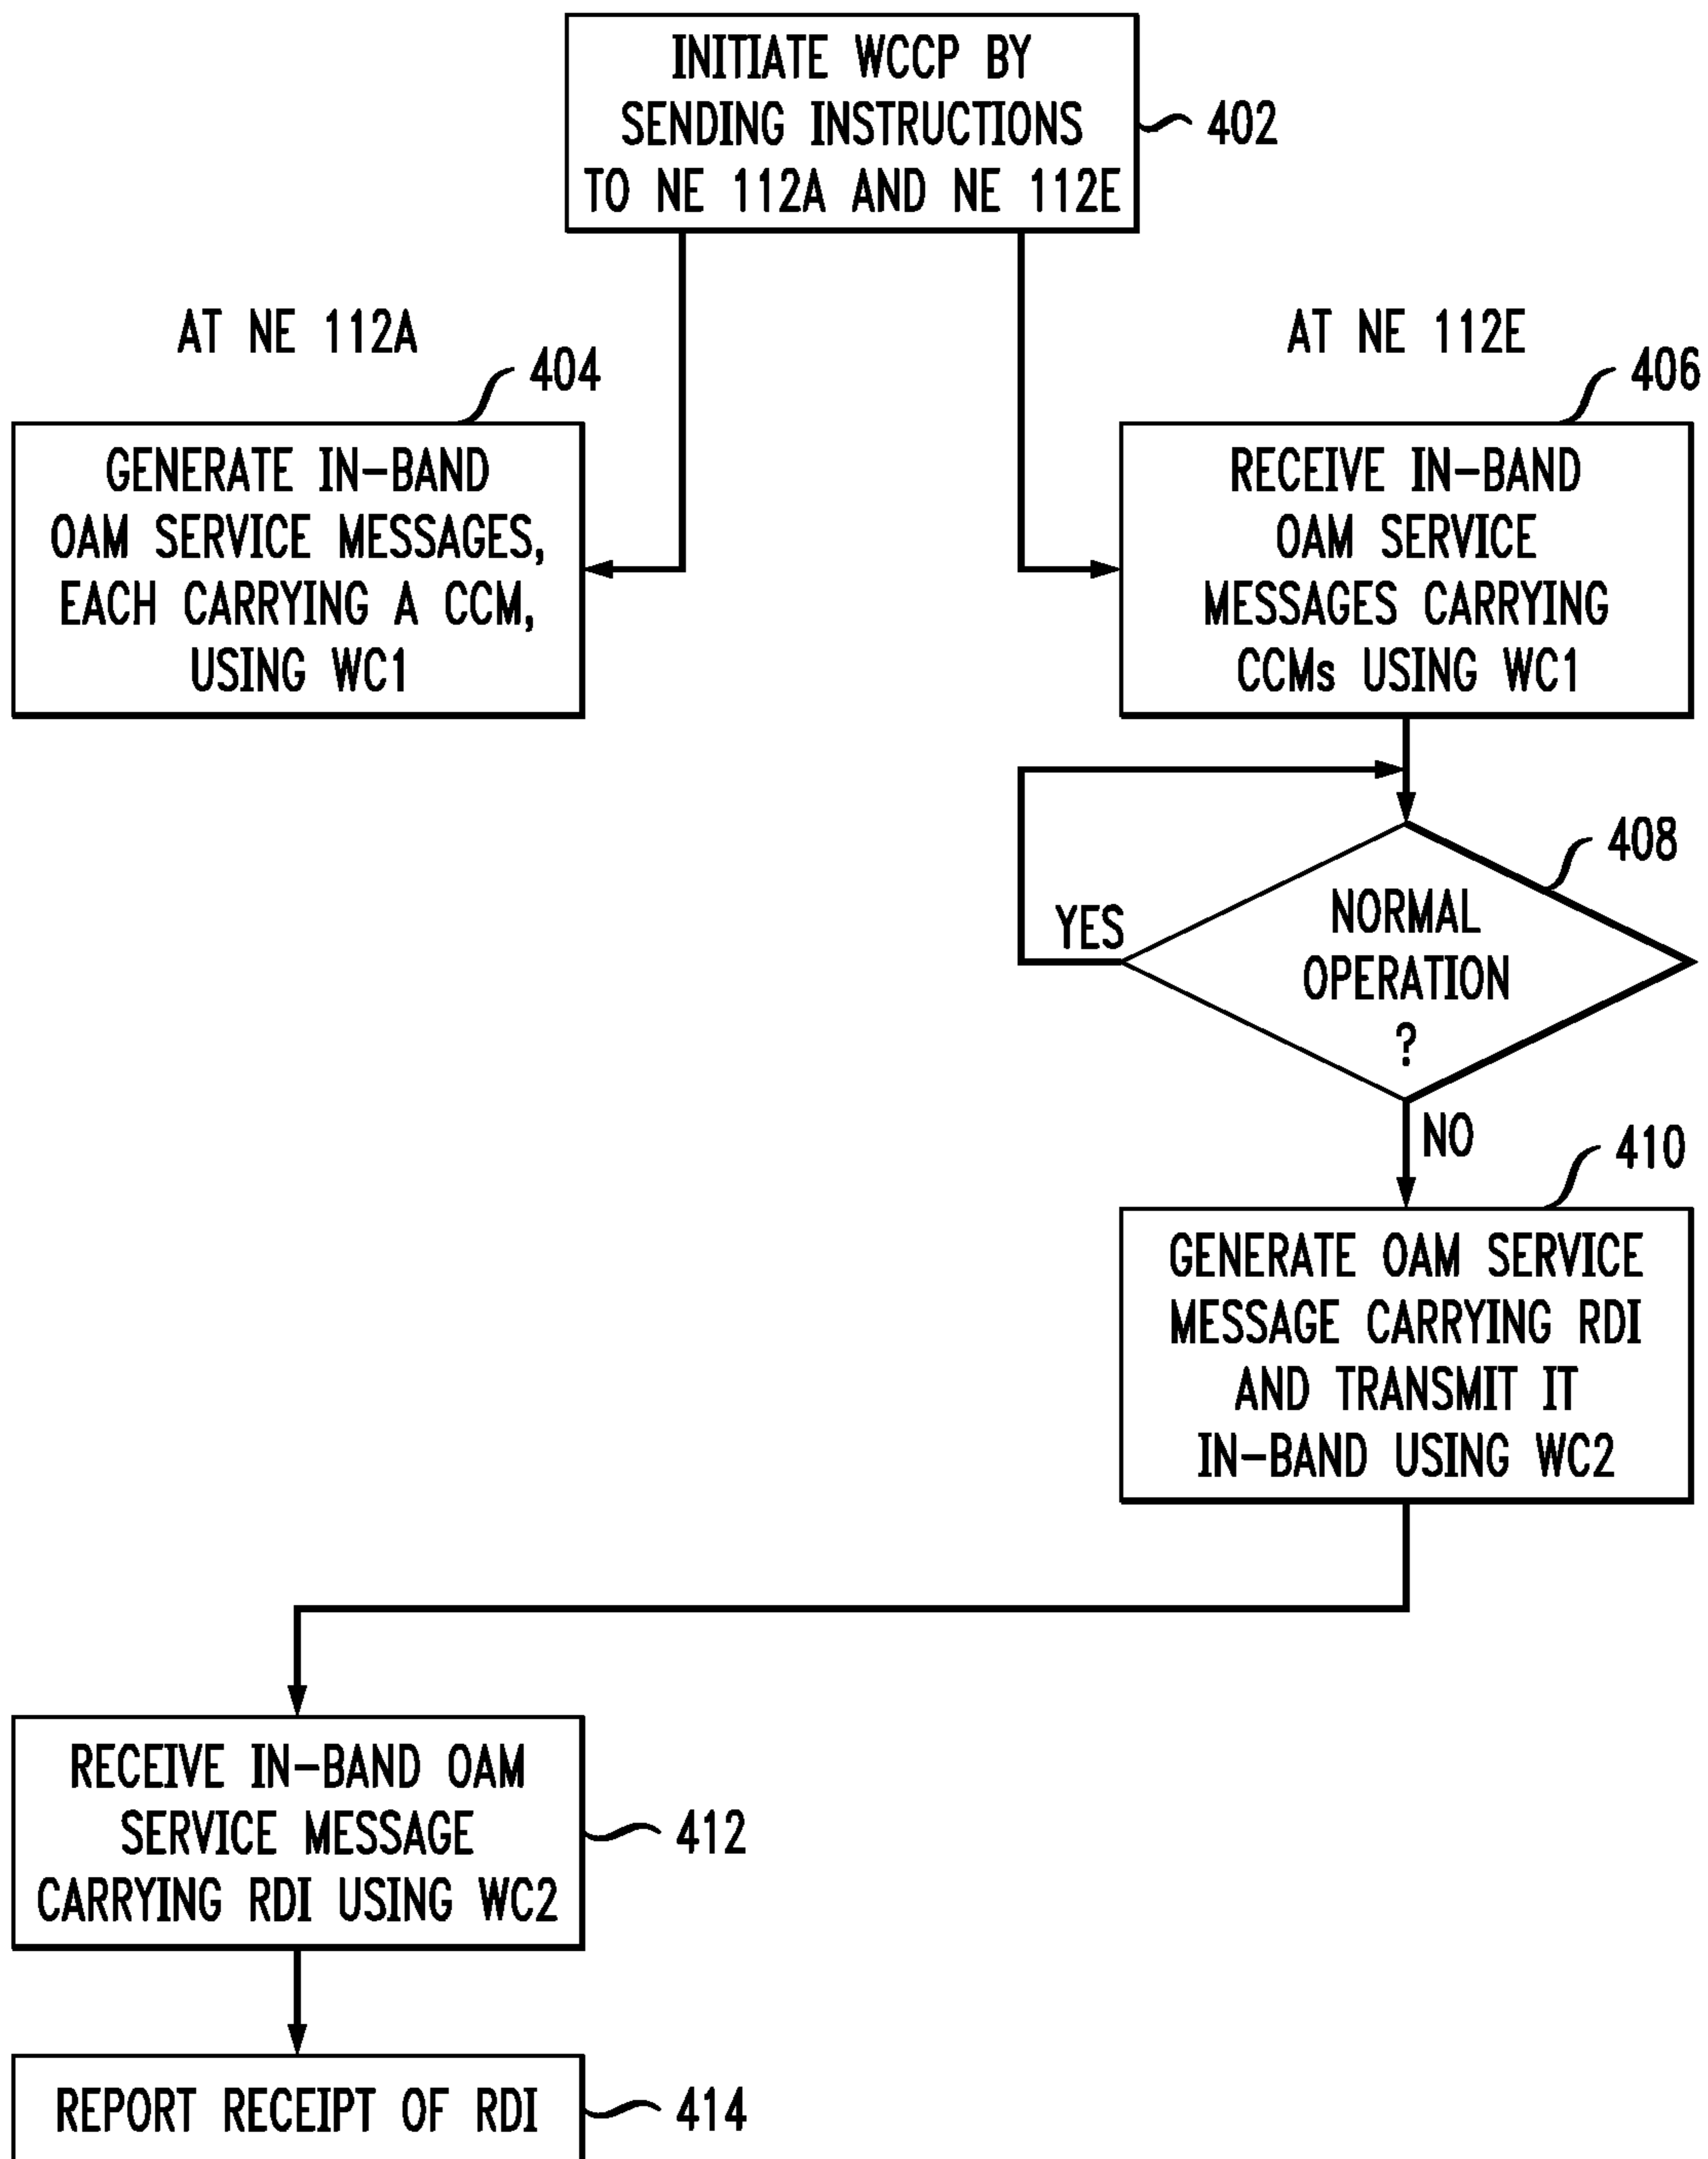 INITIATE WCCP BY
SENDING INSTRUCTIONS
TO NE 112A AND NE 112E
402
AT NE 112A
404
GENERATE IN-BAND
OAM SERVICE MESSAGES,
EACH CARRYING A CCM,
USING WC1
AT NE 112E
406
RECEIVE IN-BAND
OAM SERVICE
MESSAGES CARRYING
CCMs USING WC1
408
NORMAL
OPERATION
?
YES
NO
410
GENERATE OAM SERVICE
MESSAGE CARRYING RDI
AND TRANSMIT IT
IN-BAND USING WC2
RECEIVE IN-BAND OAM
SERVICE MESSAGE
CARRYING RDI USING WC2
412
REPORT RECEIPT OF RDI
414